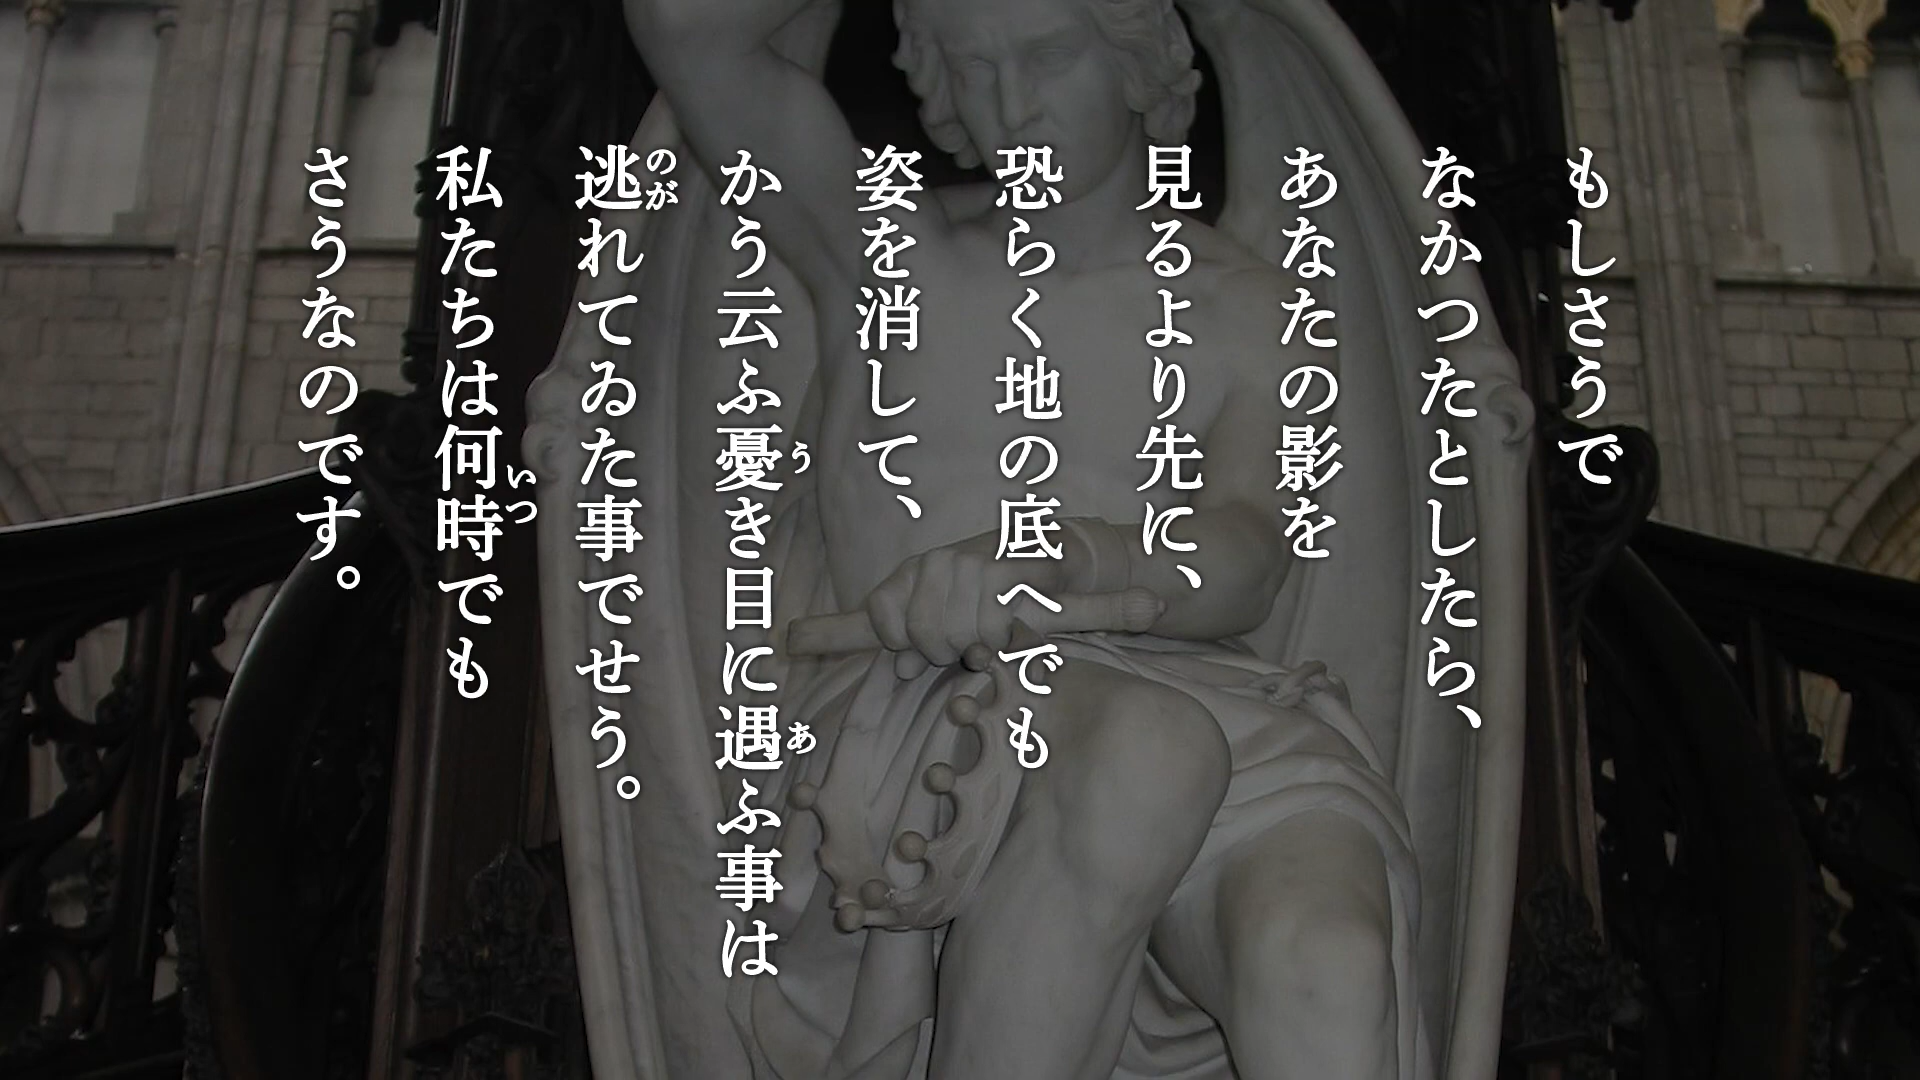 もしさうで
なかつたとしたら、
あなたの影を
見るより先に、
恐らく地の底へでも
姿を消して、
かう云ふ憂き目に遇ふ事は
逃れてゐた事でせう。
私たちは何時でも
さうなのです。